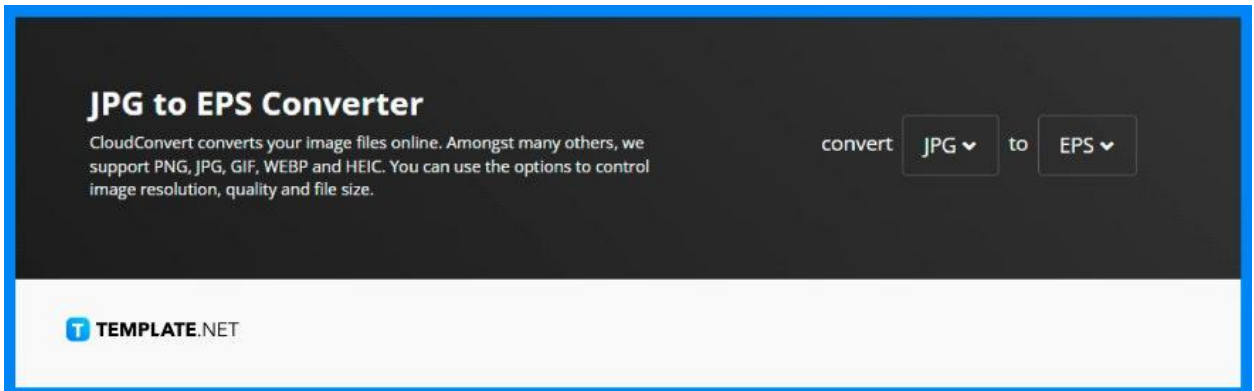 JPG to EPS Converter
CloudConvert converts your image files online. Amongst many others, we
support PNG, JPG, GIF, WEBP and HEIC. You can use the options to control
image resolution, quality and file size.
convert JPG to EPS
T TEMPLATE.NET